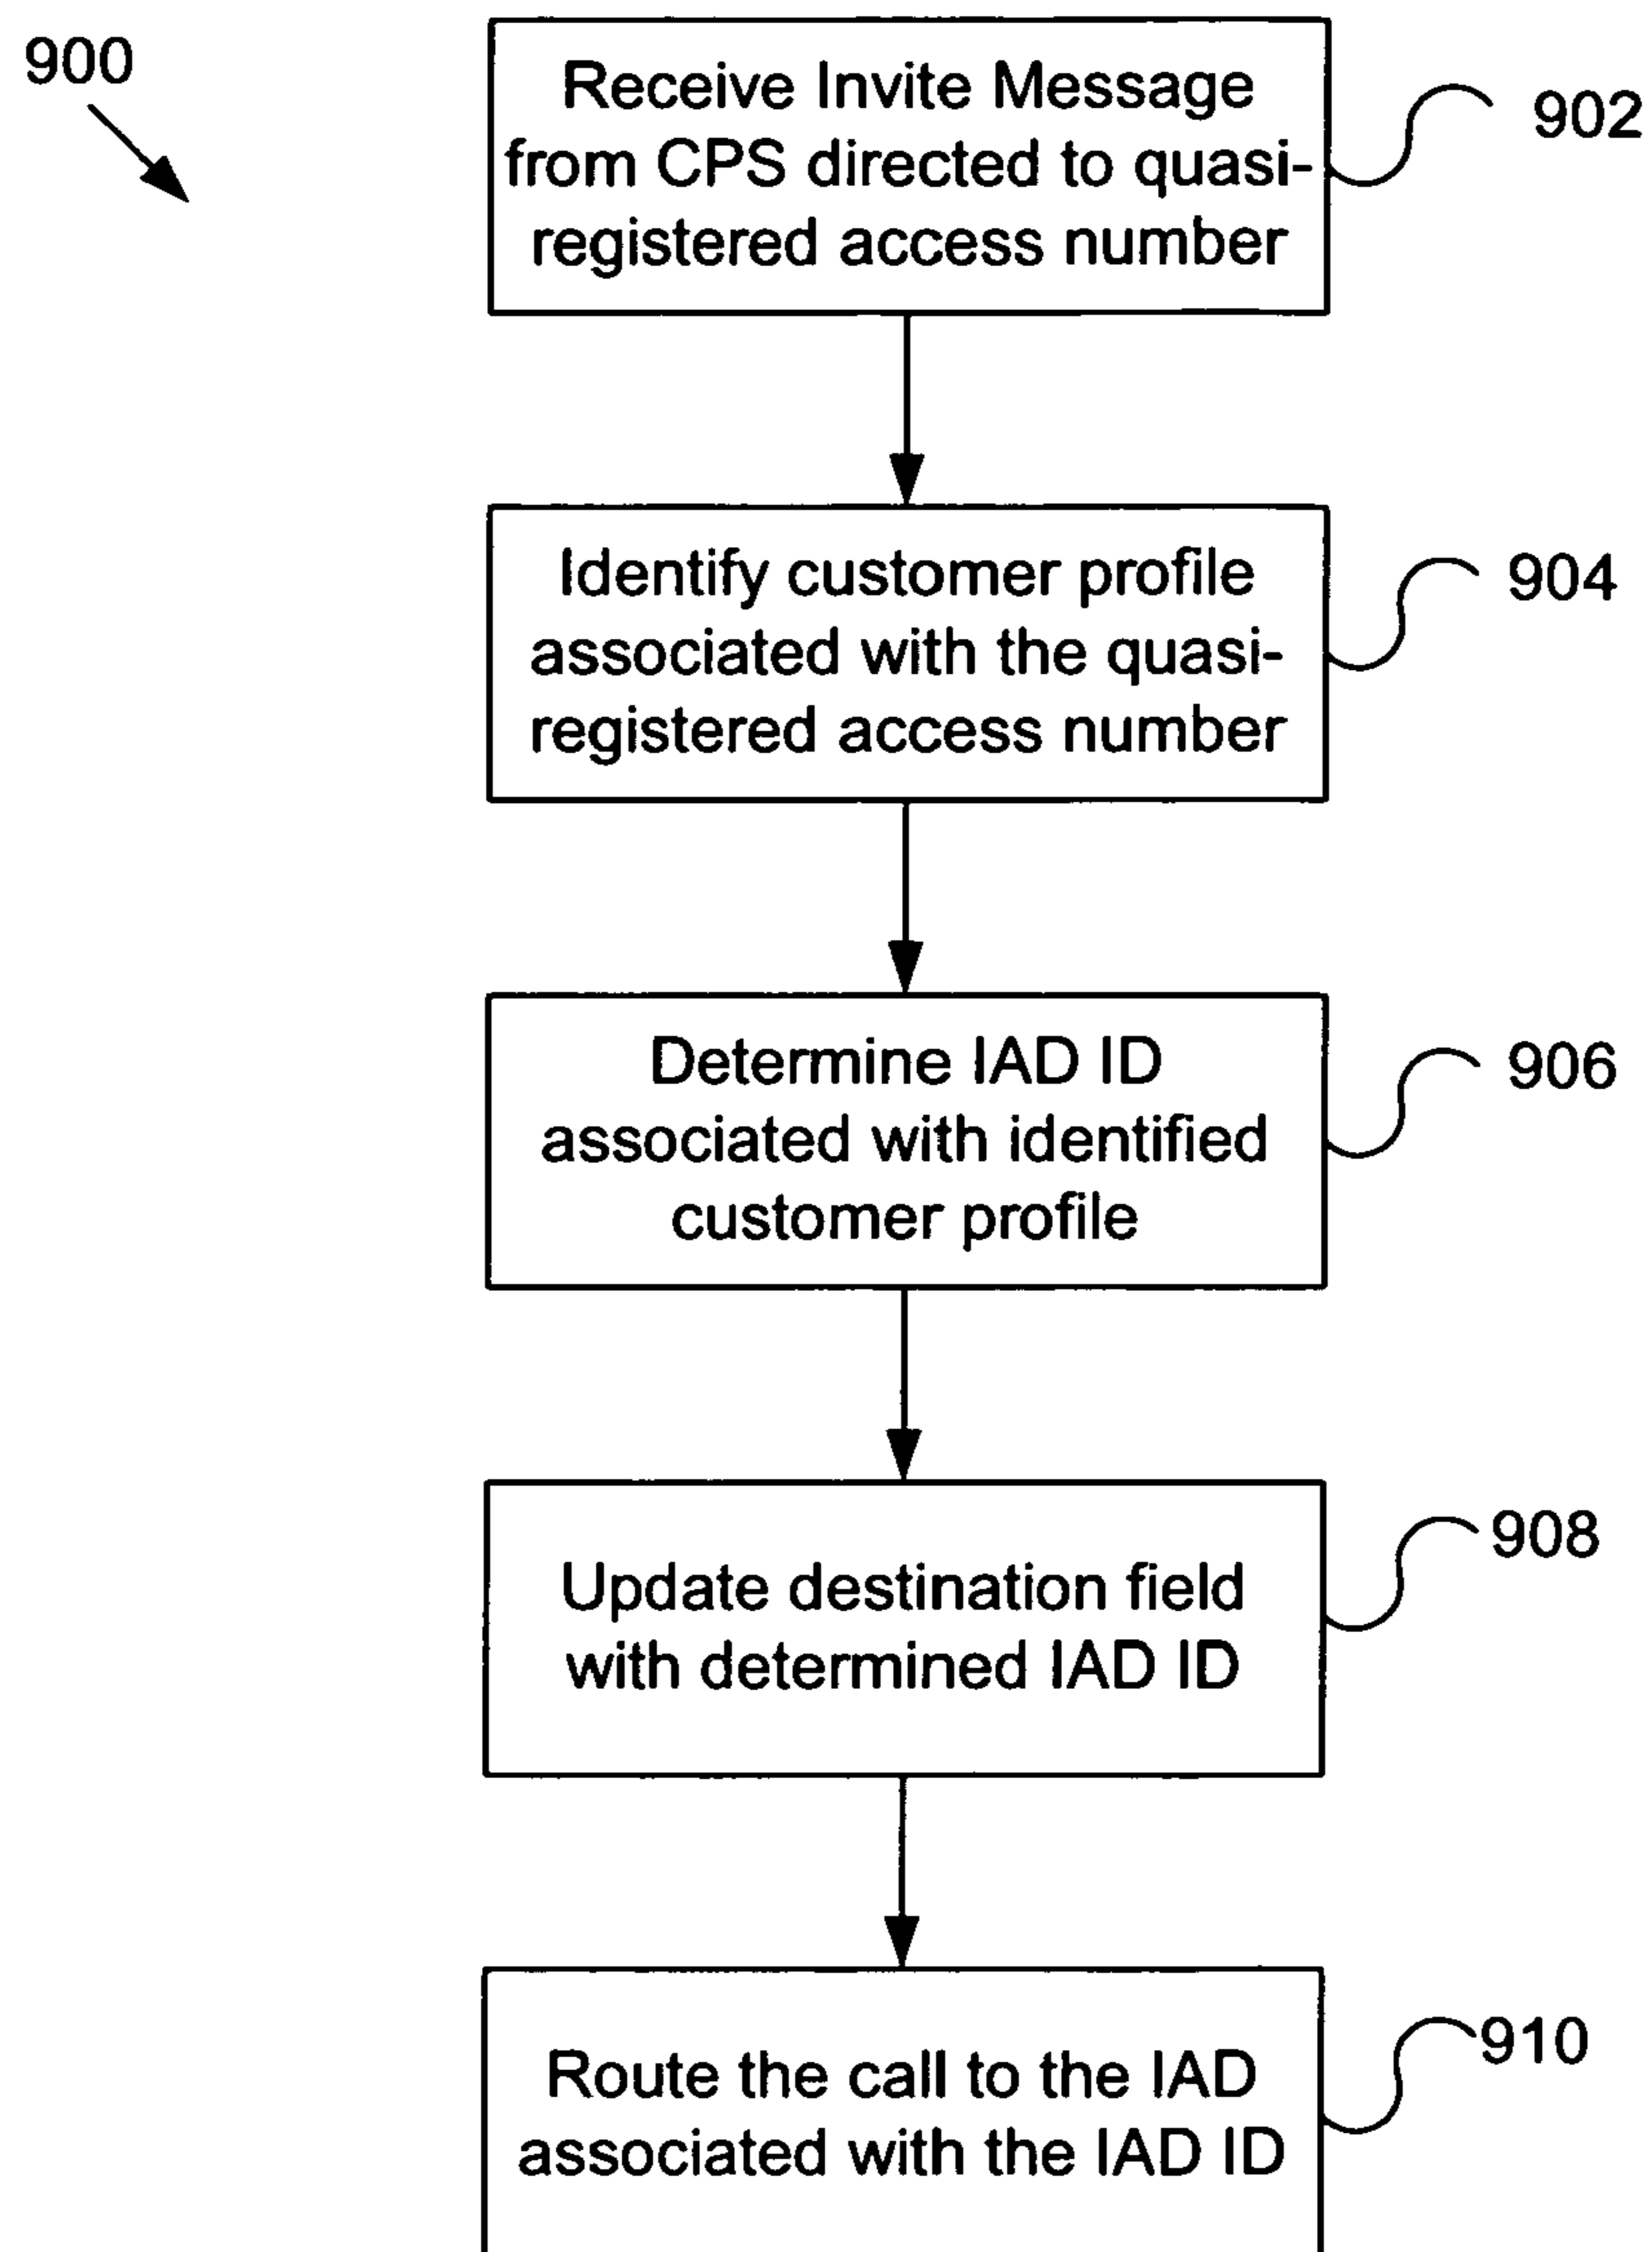 900
Receive Invite Message
from CPS directed to quasi-
registered access number
902
Identify customer profile
associated with the quasi-
registered access number
904
Determine IAD ID
associated with identified
customer profile
906
Update destination field
with determined IAD ID
908
Route the call to the IAD
associated with the IAD ID
910